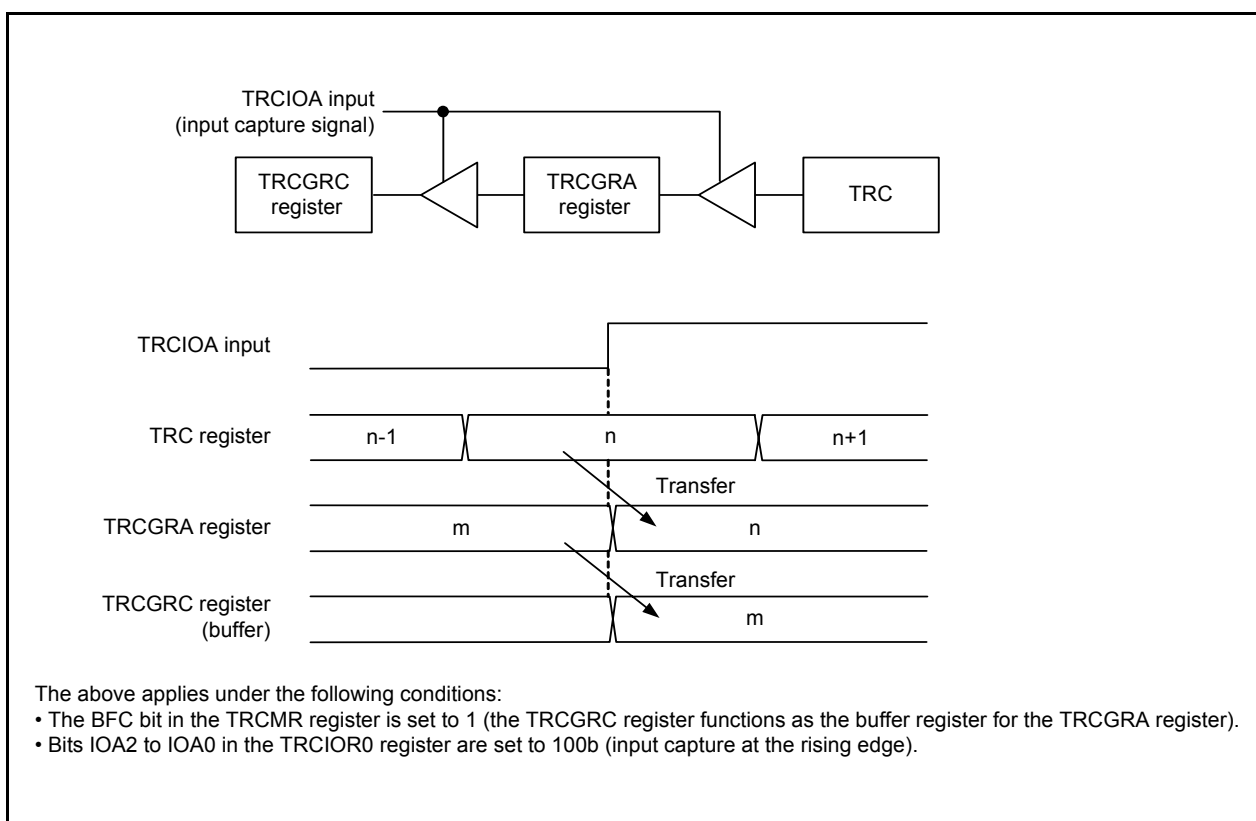 TRCIOA input
(input capture signal)
TRCGRC
register
TRCGRA
register
TRC
TRCIOA input
TRC register
n-1
n
n+1
Transfer
TRCGRA register
m
n
Transfer
TRCGRC register
(buffer)
m
The above applies under the following conditions:
• The BFC bit in the TRCMR register is set to 1 (the TRCGRC register functions as the buffer register for the TRCGRA register).
• Bits IOA2 to IOA0 in the TRCIOR0 register are set to 100b (input capture at the rising edge).